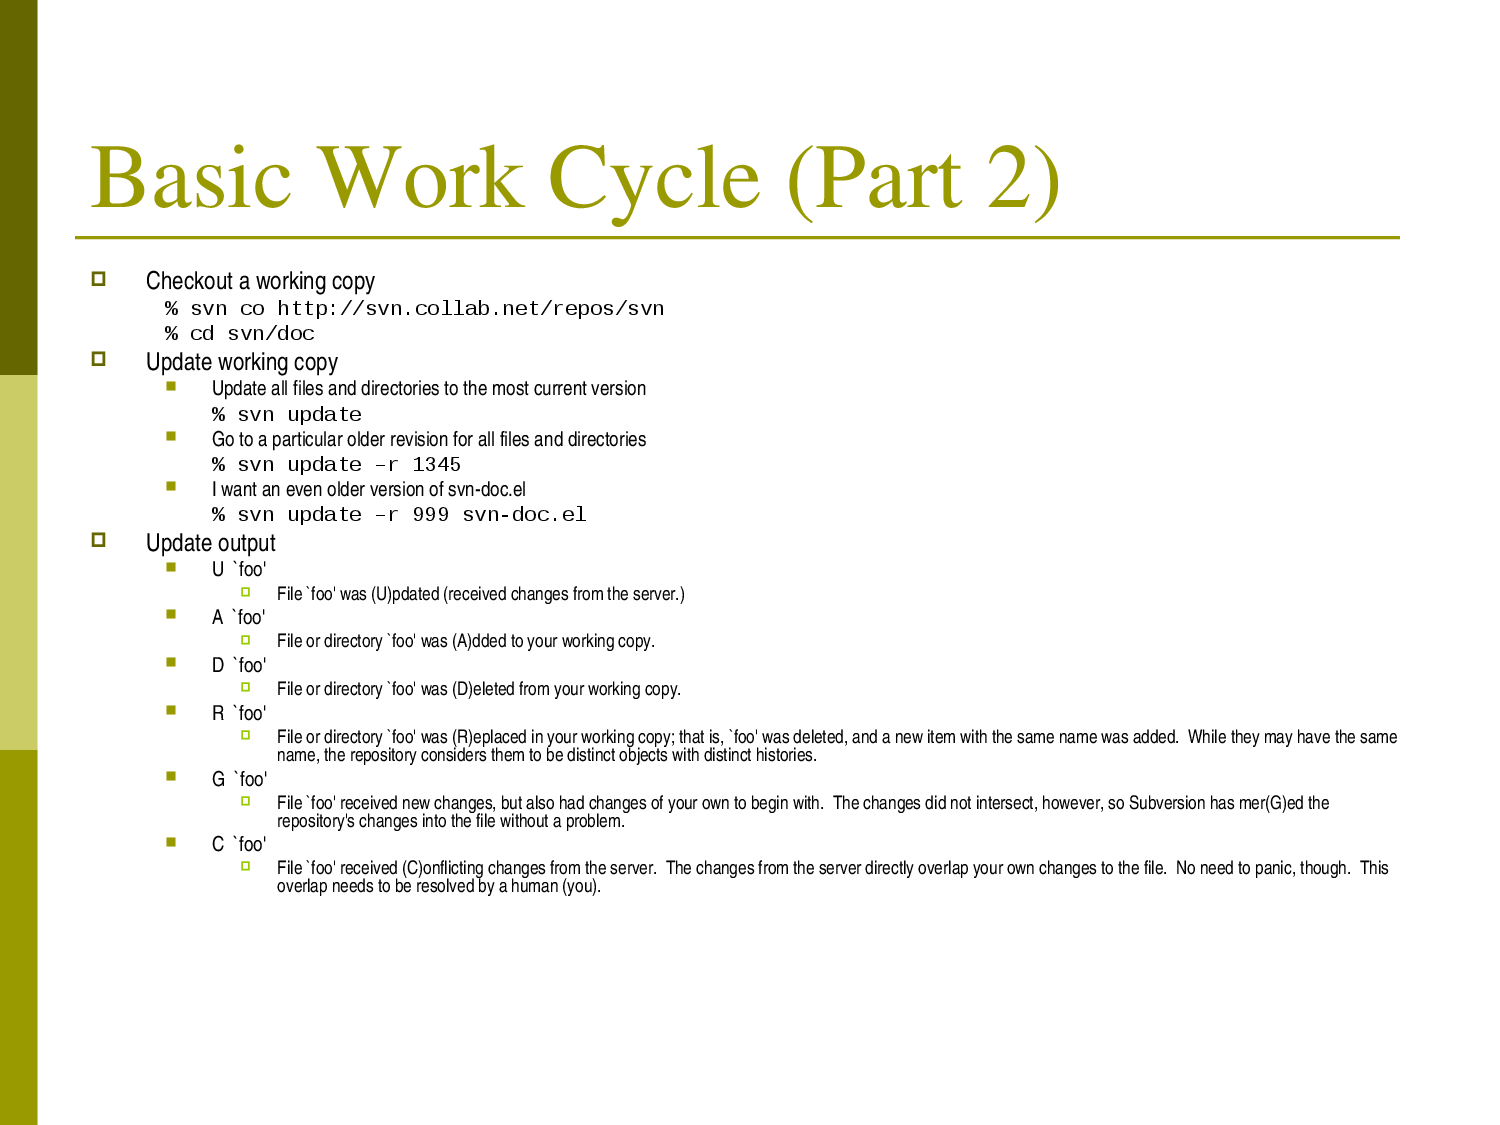 Basic Work Cycle (Part 2)
Checkout a working copy
% svn co http://svn.collab.net/repos/svn
% cd svn/doc
Update working copy
Update all files and directories to the most current version
% svn update
Go to a particular older revision for all files and directories
% svn update –r 1345
I want an even older version of svn-doc.el
% svn update –r 999 svn-doc.el
Update output
U `foo'
File `foo' was (U)pdated (received changes from the server.)
A `foo'
File or directory `foo' was (A)dded to your working copy.
D `foo'
File or directory `foo' was (D)eleted from your working copy.
R `foo'
File or directory `foo' was (R)eplaced in your working copy; that is, `foo' was deleted, and a new item with the same name was added.  While they may have the same
name, the repository considers them to be distinct objects with distinct histories.
G `foo'
File `foo' received new changes, but also had changes of your own to begin with.  The changes did not intersect, however, so Subversion has mer(G)ed the
repository's changes into the file without a problem.
C `foo'
File `foo' received (C)onflicting changes from the server.  The changes from the server directly overlap your own changes to the file.  No need to panic, though.  This
overlap needs to be resolved by a human (you).